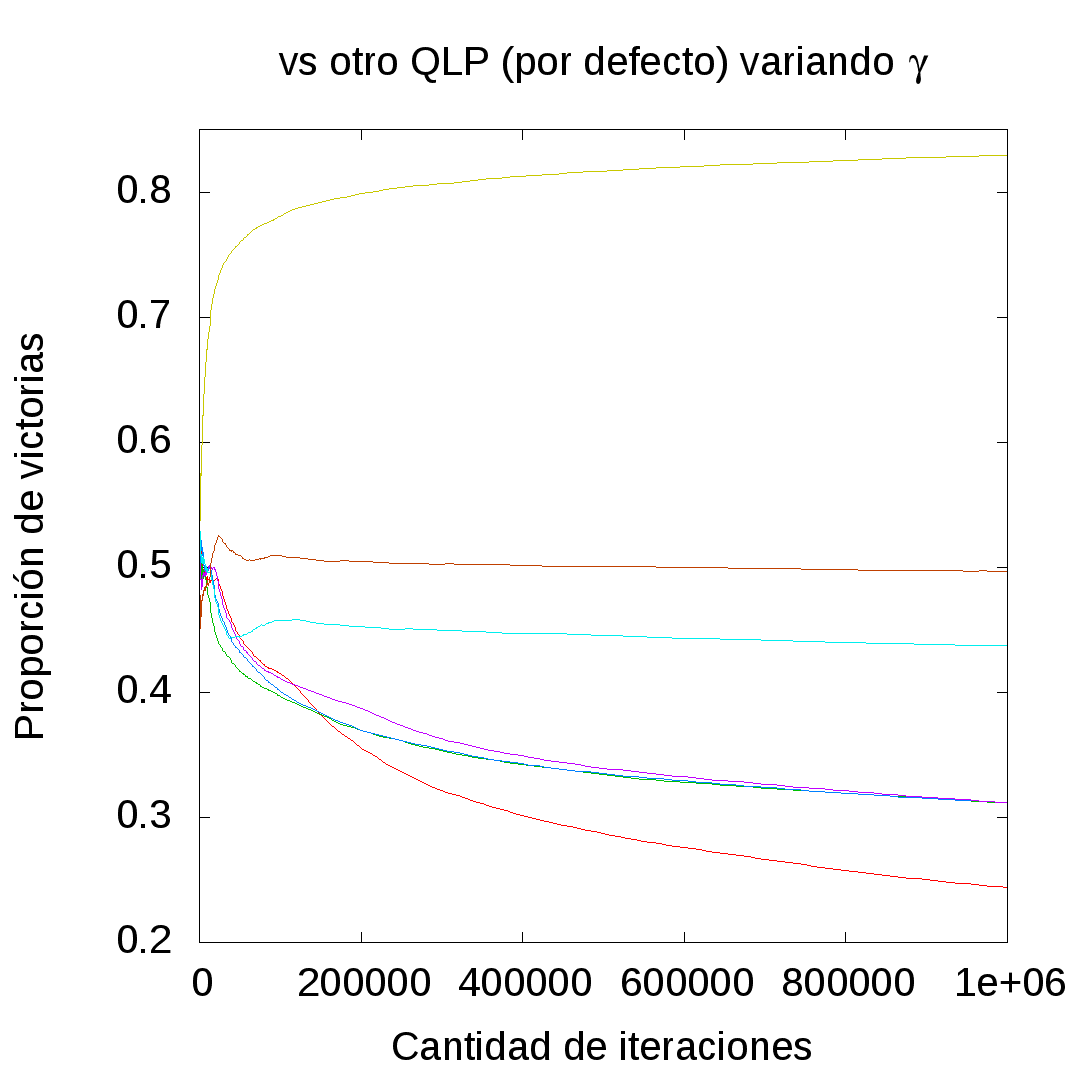 vs otro QLP (por defecto) variando γ
Proporción de victorias
0.8
0.7
0.6
0.5
0.4
0.3
0.2
0 200000 400000 600000 800000 1e+06
Cantidad de iteraciones